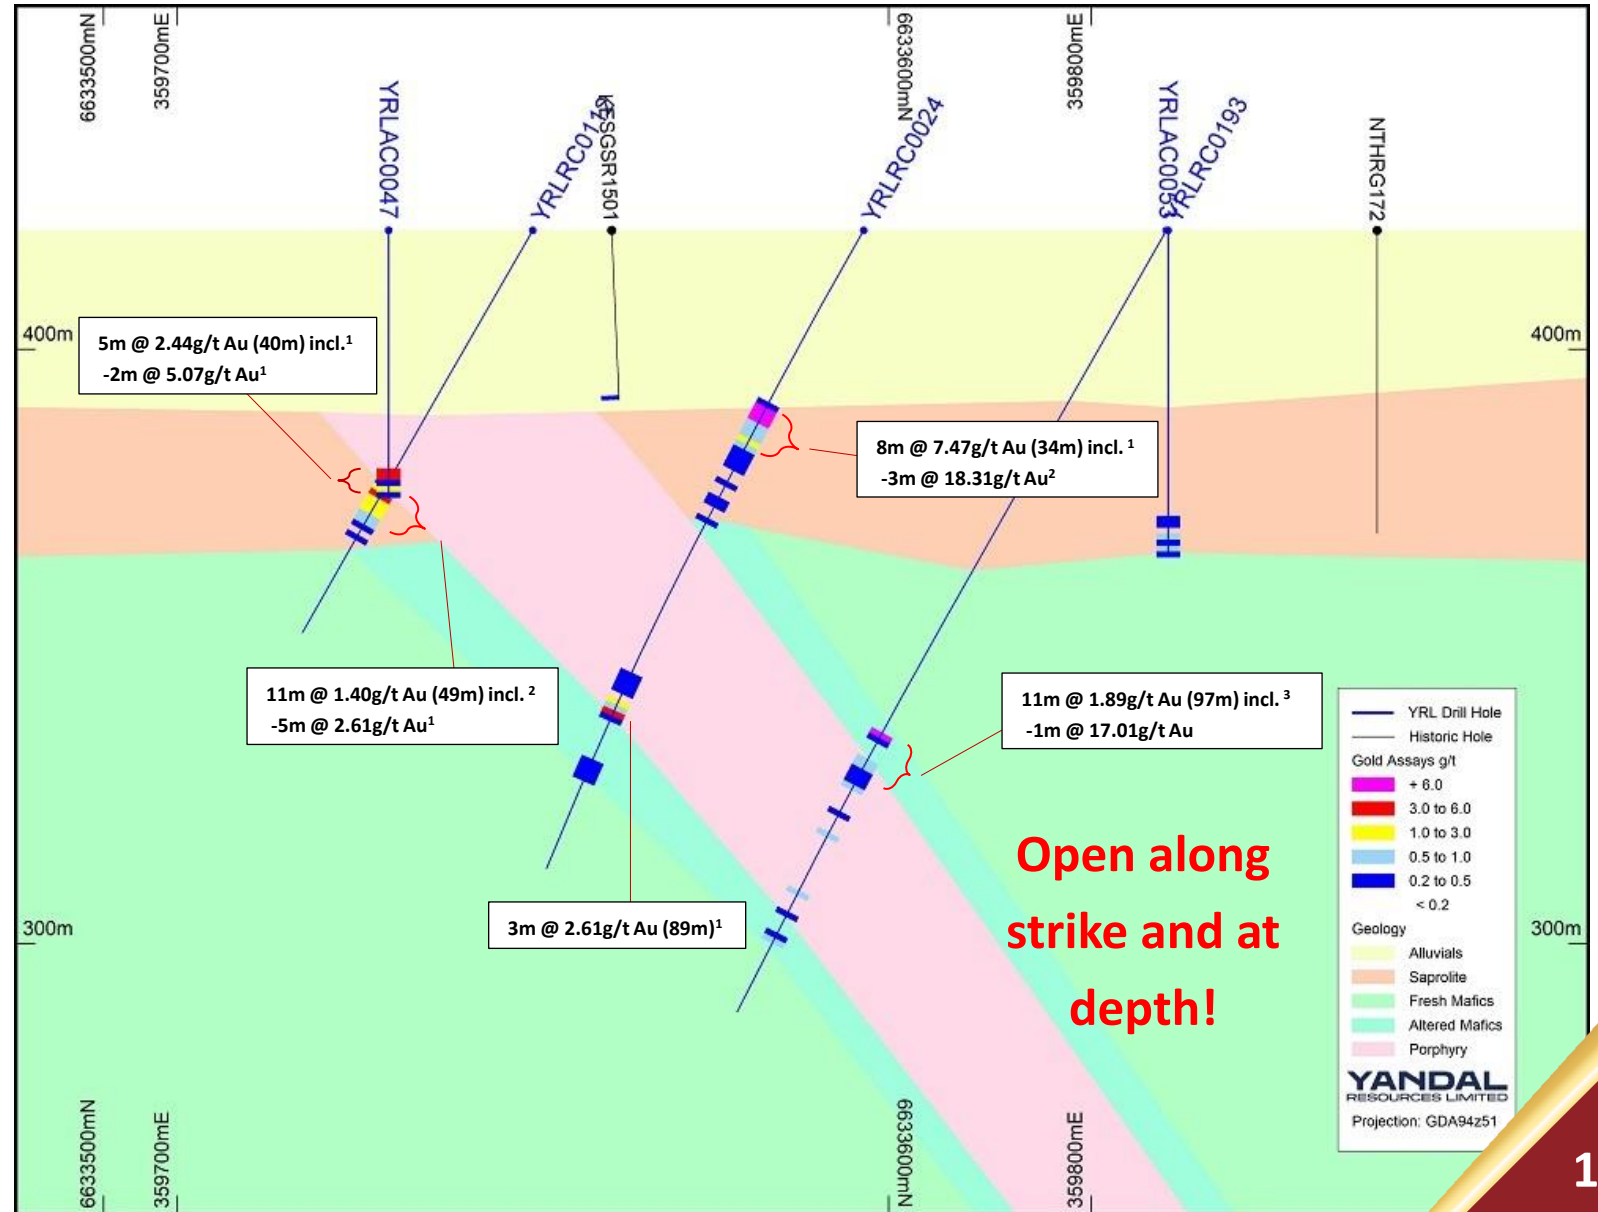 6633500mN
359700mE
6633600mN
359800mE
YRLAC0047
KFSGSR1501
YRLRC0024
YRLAC0053
YRLRC0193
NTHRG172
400m
400m
5m @ 2.44g/t Au (40m) incl.¹
-2m @ 5.07g/t Au¹
8m @ 7.47g/t Au (34m) incl. ¹
-3m @ 18.31g/t Au²
11m @ 1.40g/t Au (49m) incl. ²
-5m @ 2.61g/t Au¹
11m @ 1.89g/t Au (97m) incl. ³
-1m @ 17.01g/t Au
3m @ 2.61g/t Au (89m)¹
Open along
strike and at
depth!
300m
300m
YRL Drill Hole
Historic Hole
Gold Assays g/t
+ 6.0
3.0 to 6.0
1.0 to 3.0
0.5 to 1.0
0.2 to 0.5
< 0.2
Geology
Alluvials
Saprolite
Fresh Mafics
Altered Mafics
Porphyry
YANDAL
RESOURCES LIMITED
Projection: GDA94z51
6633500mN
359700mE
6633600mN
359800mE
1